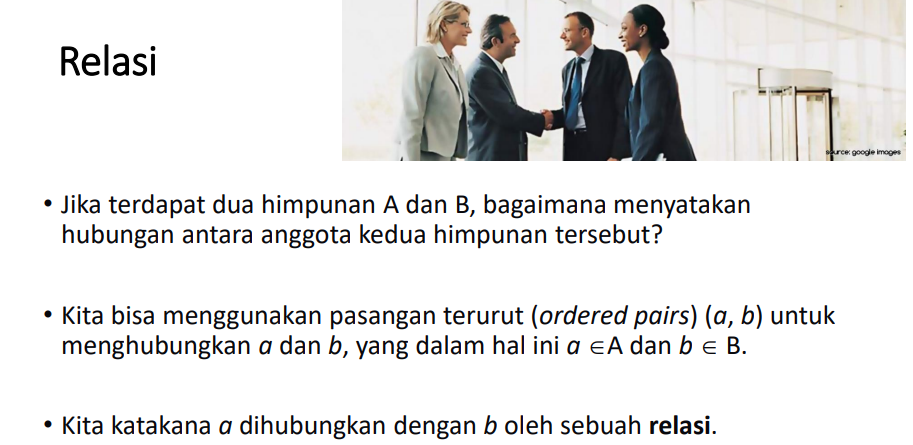 Relasi
source: google images
• Jika terdapat dua himpunan A dan B, bagaimana menyatakan
hubungan antara anggota kedua himpunan tersebut?
• Kita bisa menggunakan pasangan terurut (ordered pairs) (a, b) untuk
menghubungkan a dan b, yang dalam hal ini a ∈A dan b ∈ B.
• Kita katakana a dihubungkan dengan b oleh sebuah relasi.